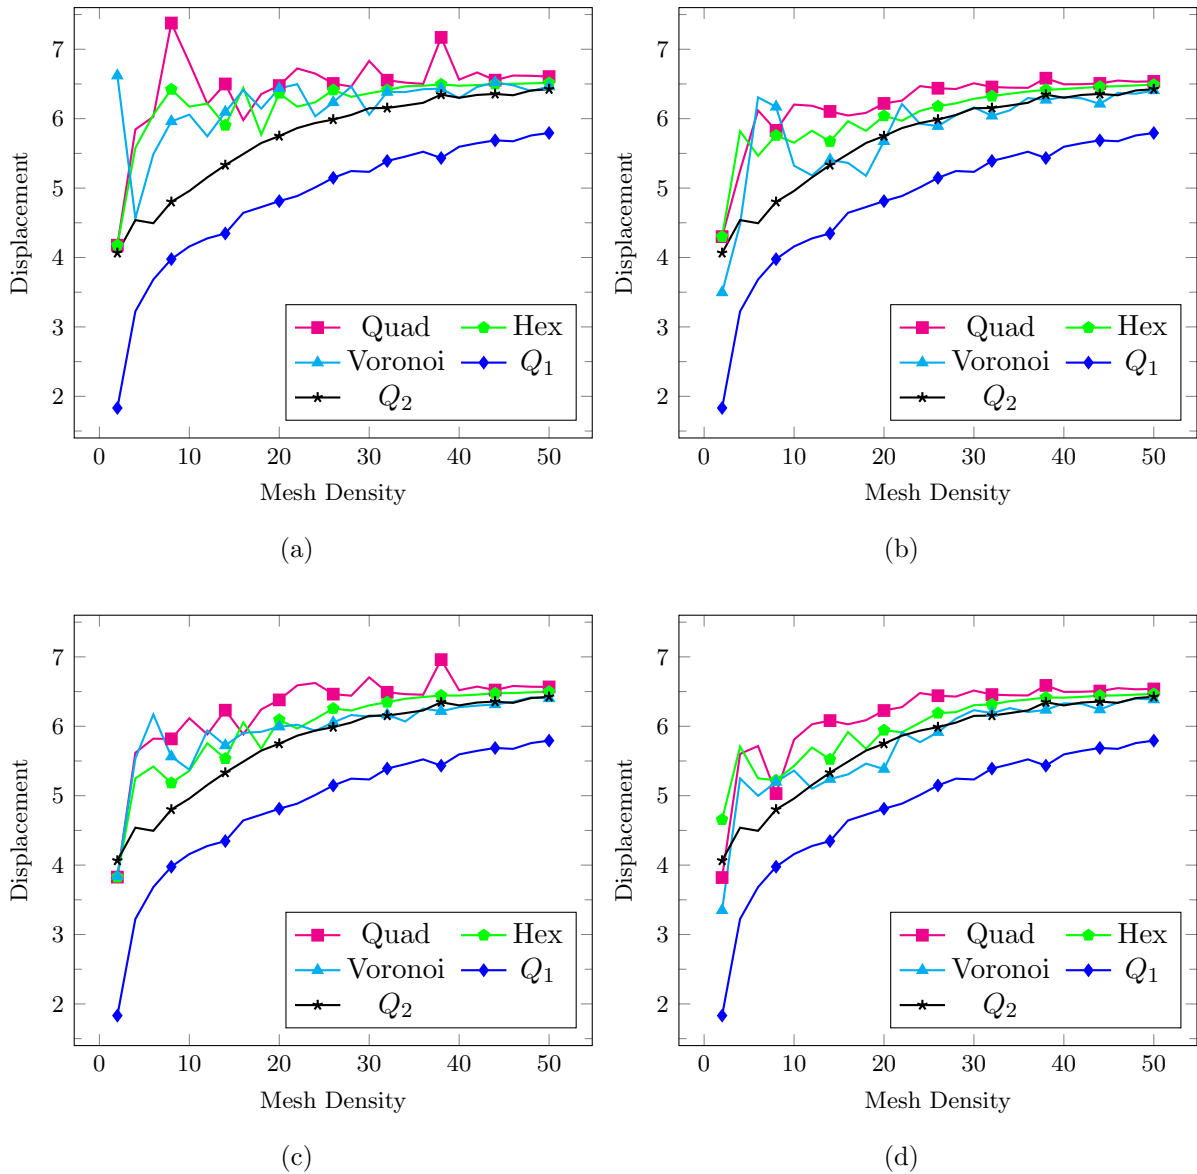 7
6
5
4
3
2
Displacement
Quad Hex
Voronoi Q1
Q2
0 10 20 30 40 50
Mesh Density
(a)
7
6
5
4
3
2
Displacement
Quad Hex
Voronoi Q1
Q2
0 10 20 30 40 50
Mesh Density
(b)
7
6
5
4
3
2
Displacement
Quad Hex
Voronoi Q1
Q2
0 10 20 30 40 50
Mesh Density
(c)
7
6
5
4
3
2
Displacement
Quad Hex
Voronoi Q1
Q2
0 10 20 30 40 50
Mesh Density
(d)